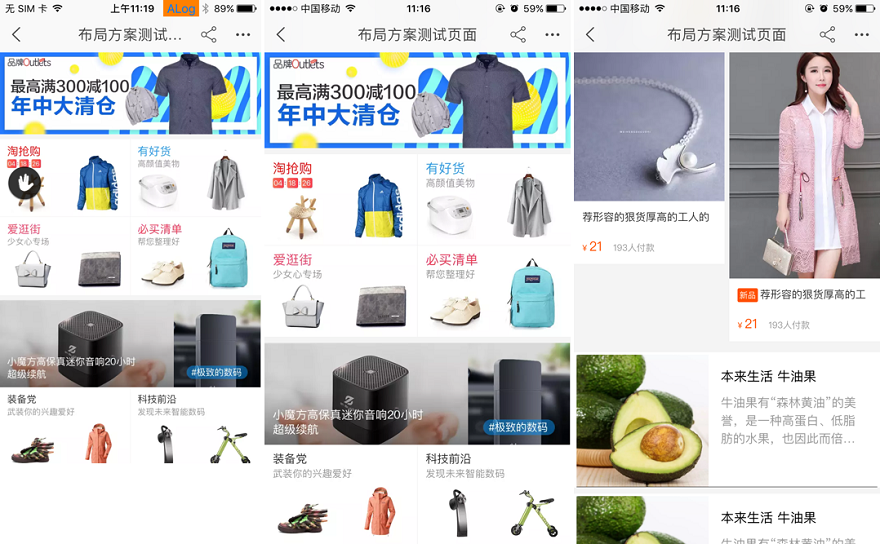 无 SIM 卡
上午11:19
ALog
89%
布局方案测试...
品牌Outlets
最高满300减100
年中大清仓
淘抢购
04 18 26
有好货
高颜值美物
爱逛街
少女心专场
必买清单
帮您整理好
小魔方高保真迷你音响20小时
超级续航
#极致的数码
装备党
武装你的兴趣爱好
科技前沿
发现未来智能数码
中国移动
11:16
59%
布局方案测试页面
品牌Outlets
最高满300减100
年中大清仓
淘抢购
04 18 26
有好货
高颜值美物
adidas
爱逛街
少女心专场
必买清单
帮您整理好
小魔方高保真迷你音响20小时
超级续航
#极致的数码
装备党
武装你的兴趣爱好
科技前沿
发现未来智能数码
中国移动
11:16
59%
布局方案测试页面
荐形容的狠货厚高的工人的
¥ 21 193人付款
新品 荐形容的狠货厚高的工
¥ 21 193人付款
本来生活 牛油果
牛油果有“森林黄油”的美
誉，是一种高蛋白、低脂
肪的水果，也因此而倍...
本来生活 牛油果
牛油果有“森林黄油”的美